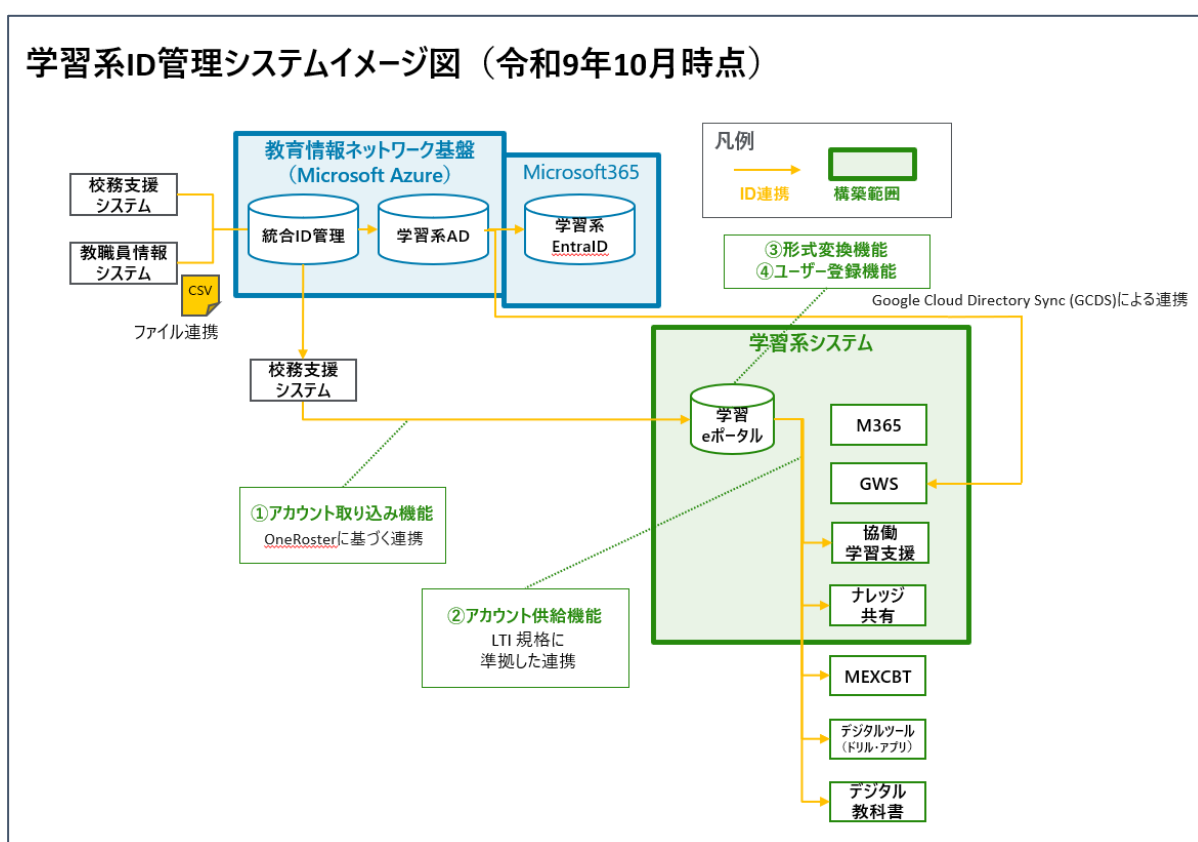 学習系ID管理システムイメージ図（令和9年10月時点）
教育情報ネットワーク基盤
（Microsoft Azure）
Microsoft365
凡例
ID連携
構築範囲
校務支援
システム
教職員情報
システム
CSV
ファイル連携
統合ID管理
学習系AD
学習系
EntraID
③形式変換機能
④ユーザー登録機能
Google Cloud Directory Sync (GCDS)による連携
校務支援
システム
学習系システム
学習
eポータル
M365
GWS
協働
学習支援
ナレッジ
共有
MEXCBT
デジタルツール
（ドリル・アプリ）
デジタル
教科書
①アカウント取り込み機能
OneRosterに基づく連携
②アカウント供給機能
LTI 規格に
準拠した連携